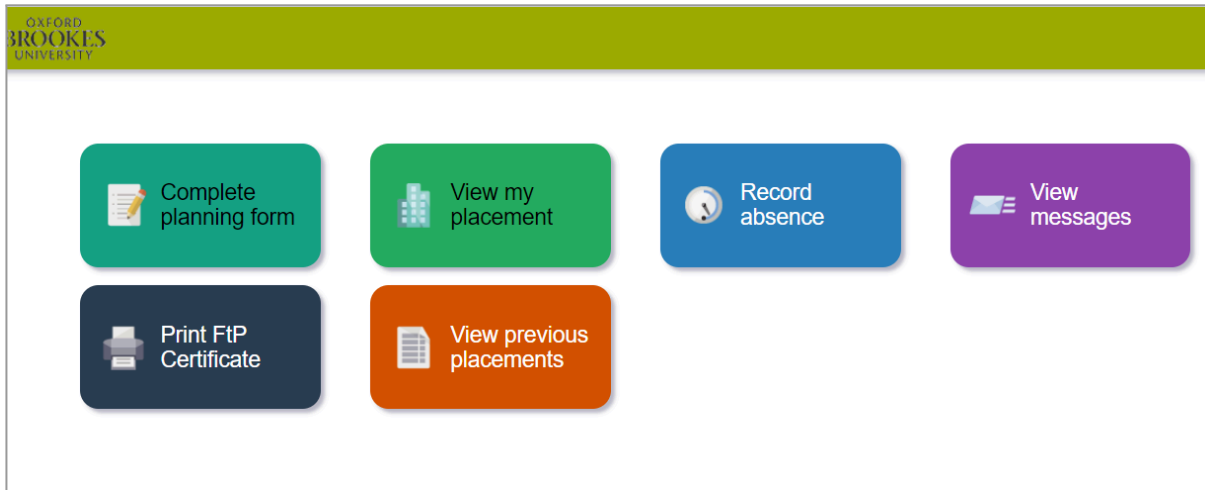 OXFORD
BROOKES
UNIVERSITY
Complete
planning form
View my
placement
Record
absence
View
messages
Print FtP
Certificate
View previous
placements